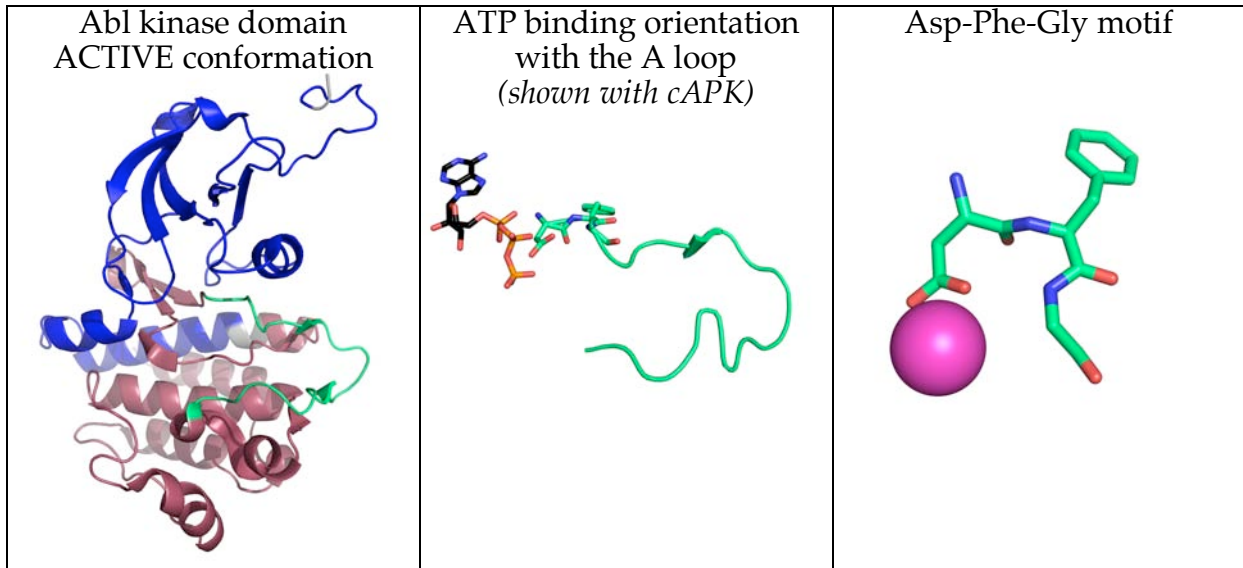 Abl kinase domain
ACTIVE conformation
ATP binding orientation
with the A loop
(shown with cAPK)
Asp-Phe-Gly motif